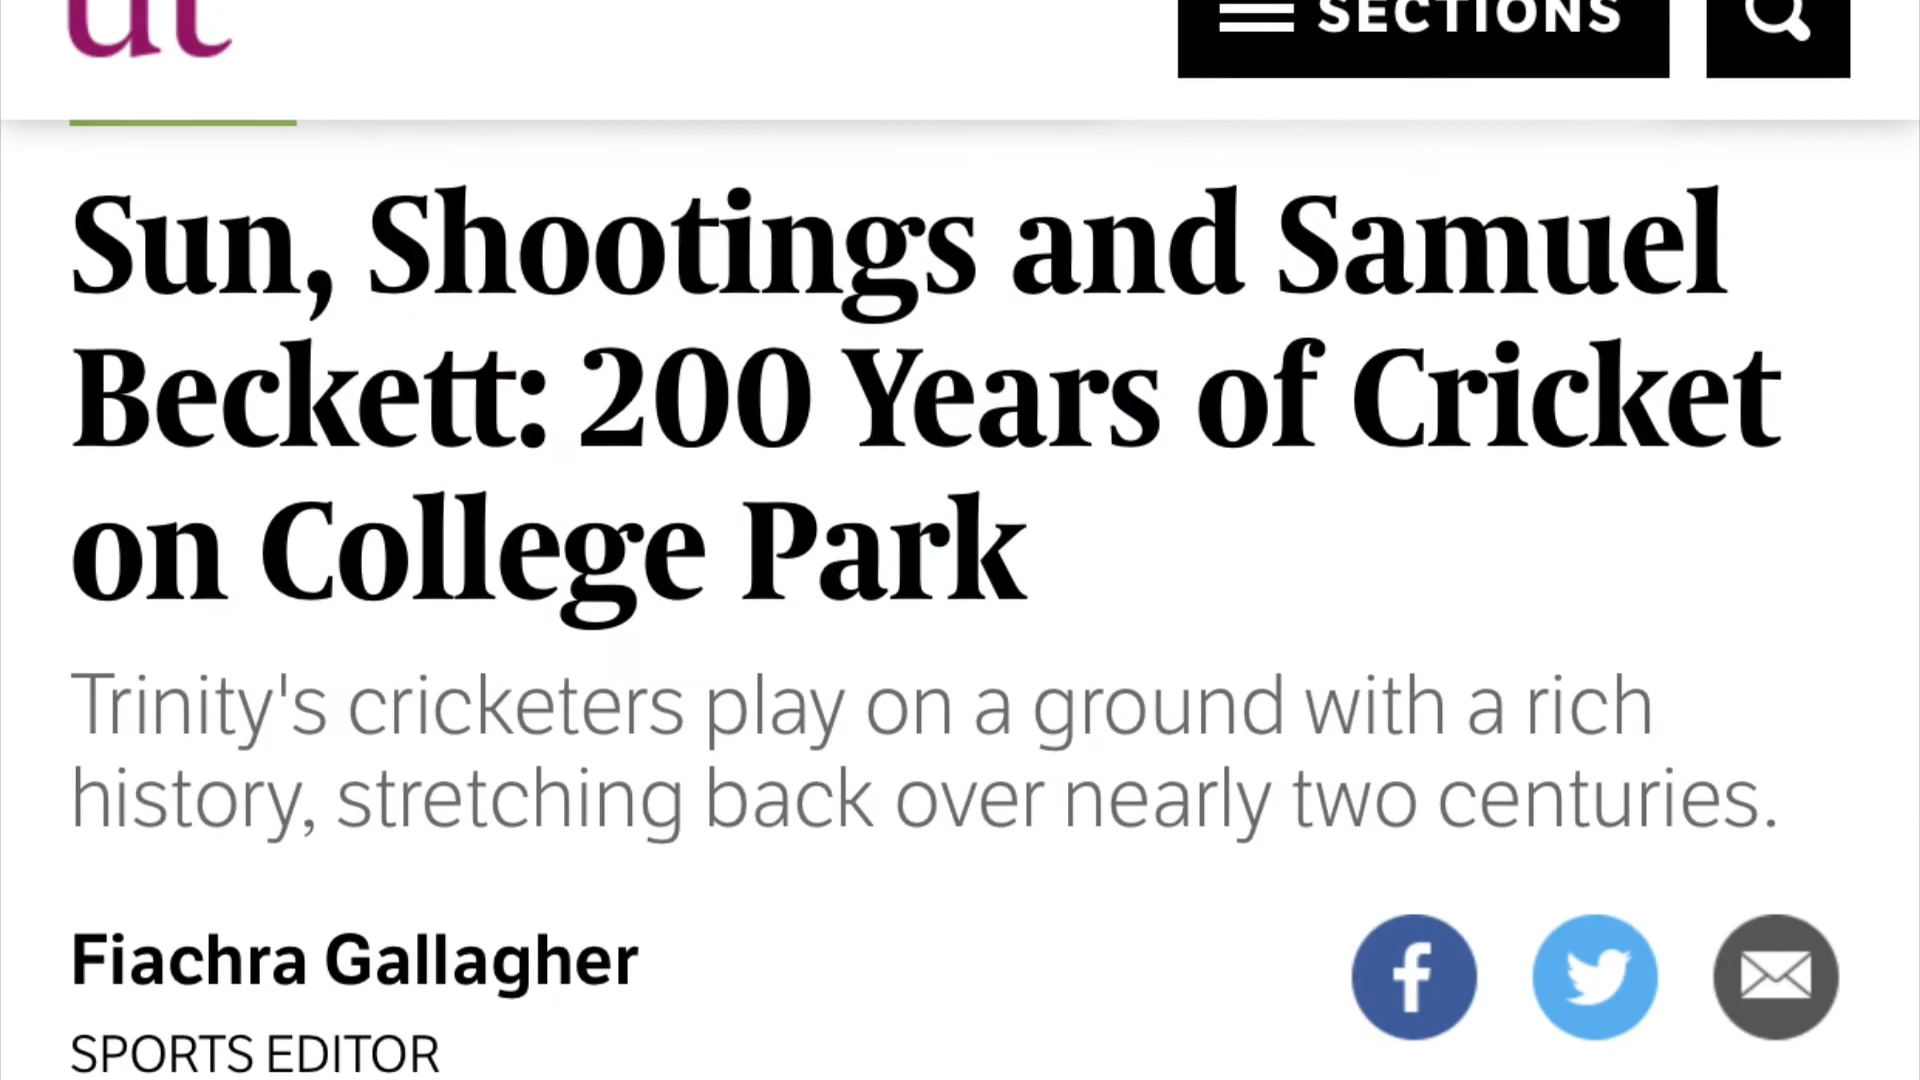 ut
SECTIONS
Sun, Shootings and Samuel
Beckett: 200 Years of Cricket
on College Park
Trinity's cricketers play on a ground with a rich
history, stretching back over nearly two centuries.
Fiachra Gallagher
SPORTS EDITOR